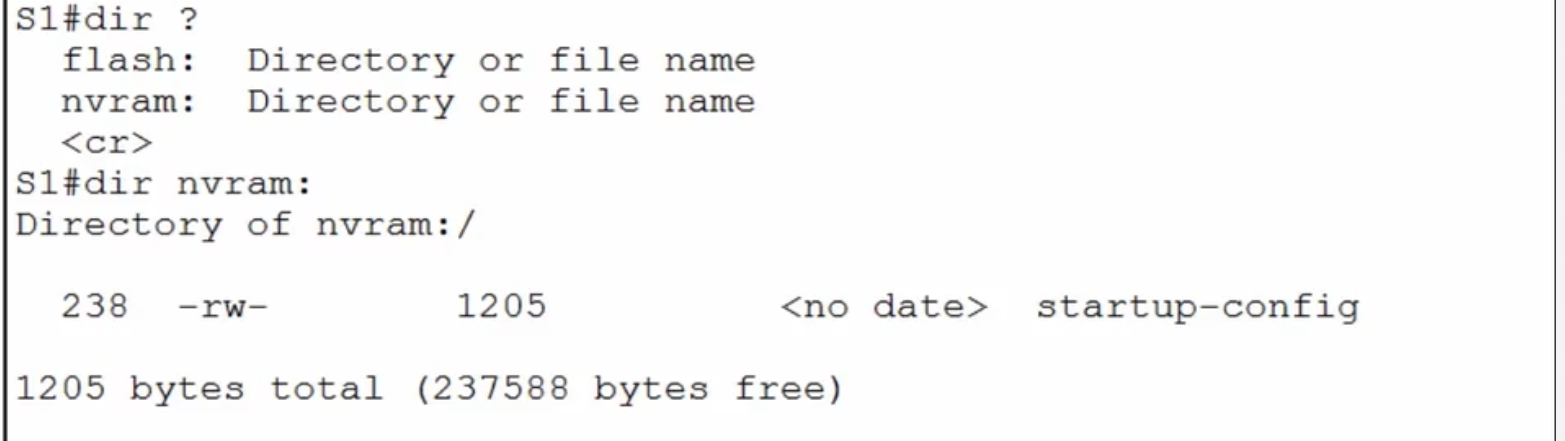 S1#dir ?
  flash:  Directory or file name
  nvram:  Directory or file name
  <cr>
S1#dir nvram:
Directory of nvram:/
  238  -rw-        1205          <no date>  startup-config
1205 bytes total (237588 bytes free)